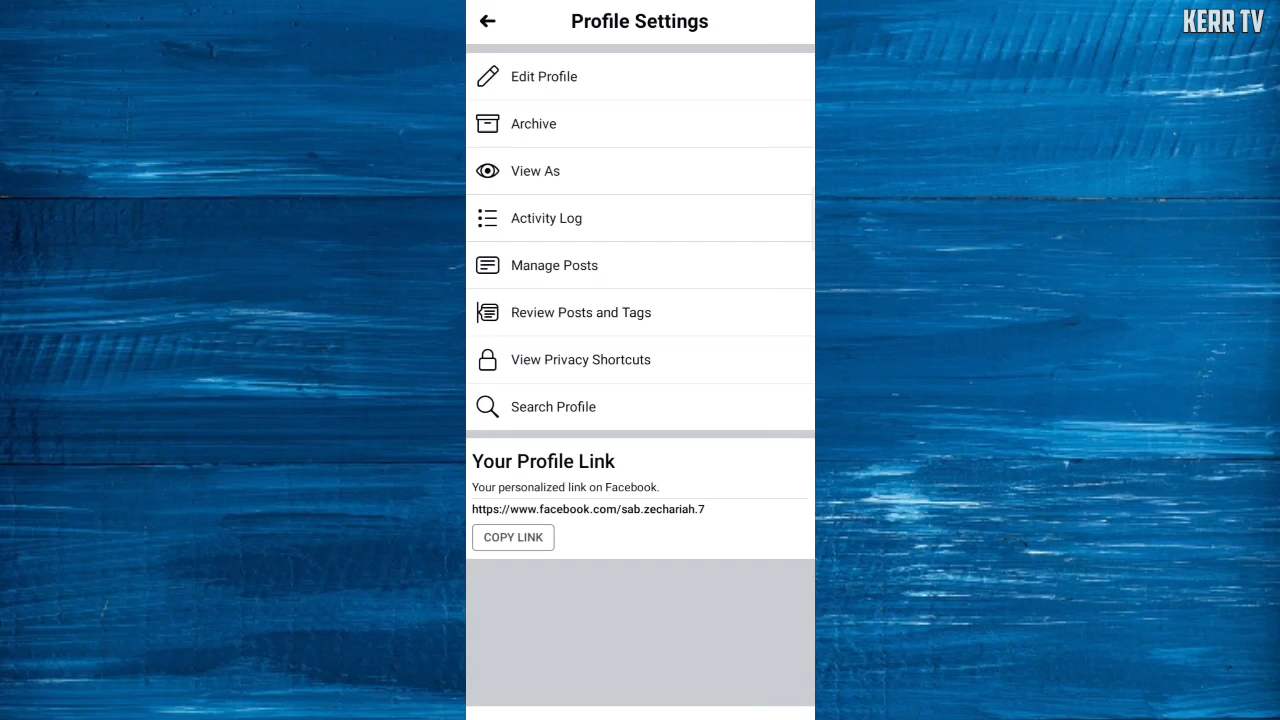 Profile Settings
KERR TV
Edit Profile
Archive
View As
Activity Log
Manage Posts
Review Posts and Tags
View Privacy Shortcuts
Search Profile
Your Profile Link
Your personalized link on Facebook.
https://www.facebook.com/sab.zechariah.7
COPY LINK